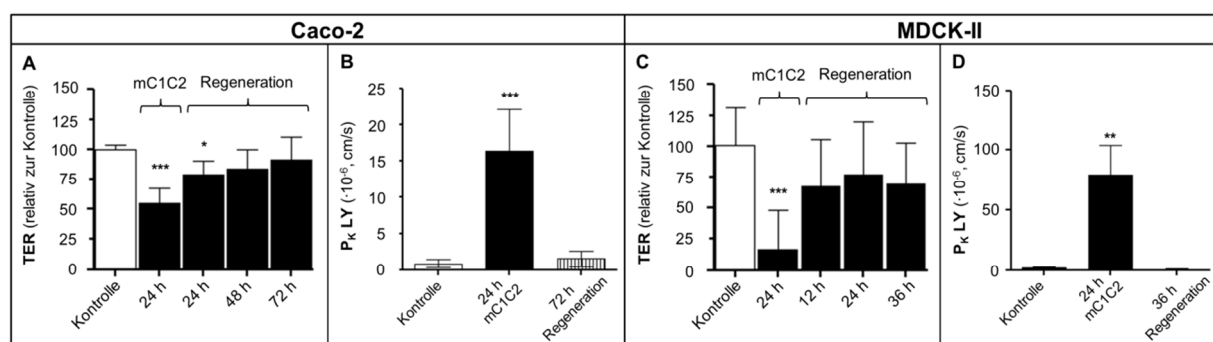 Caco-2
MDCK-II
A
mC1C2 Regeneration
TER (relativ zur Kontrolle)
150
125
100
75
50
25
0
***
*
Kontrolle
24 h
24 h
48 h
72 h
B
P_K LY (·10⁻⁶, cm/s)
25
20
15
10
5
0
***
Kontrolle
24 h
mC1C2
72 h
Regeneration
C
mC1C2 Regeneration
TER (relativ zur Kontrolle)
150
125
100
75
50
25
0
***
Kontrolle
24 h
12 h
24 h
36 h
D
P_K LY (·10⁻⁶, cm/s)
150
100
50
0
**
Kontrolle
24 h
mC1C2
36 h
Regeneration